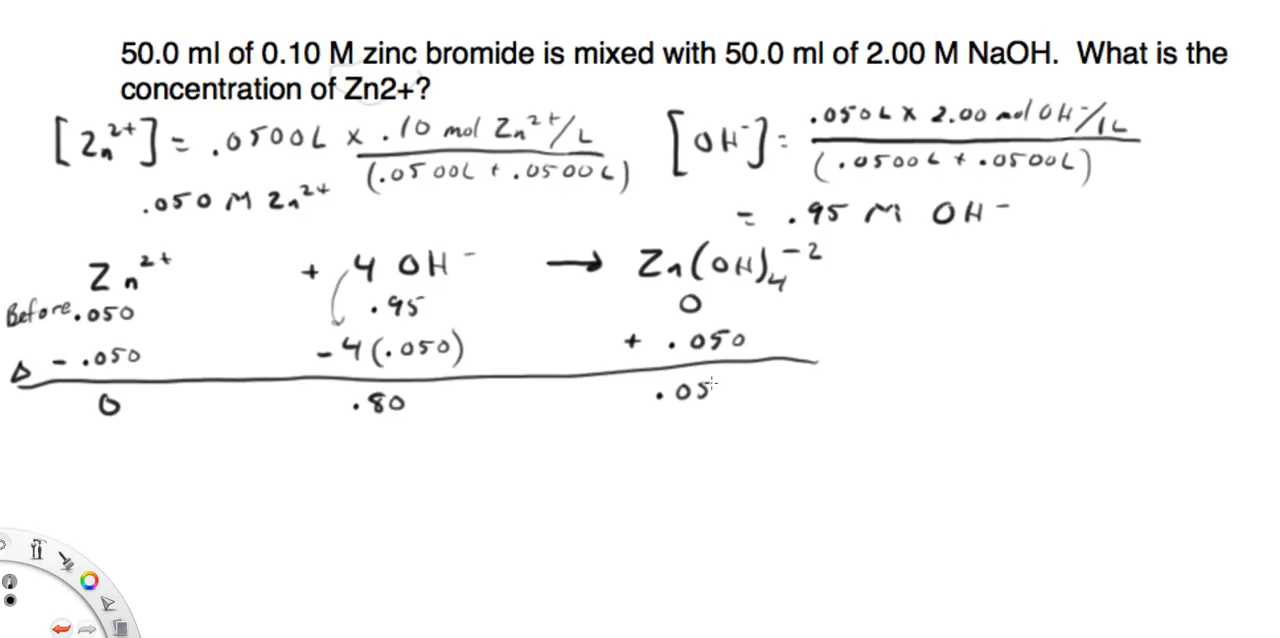 50.0 ml of 0.10 M zinc bromide is mixed with 50.0 ml of 2.00 M NaOH. What is the
concentration of Zn2+?
[Zn²⁺] = .0500L x .10 mol Zn²⁺/L
(.0500L + .0500L)
.050 M Zn²⁺
[OH⁻] = .050L x 2.00 mol OH⁻/1L
(.0500L + .0500L)
= .95 M OH⁻
Zn²⁺ + 4 OH⁻ → Zn(OH)₄⁻²
Before .050 .95 0
Δ - .050 -4(.050) + .050
0 .80 .05